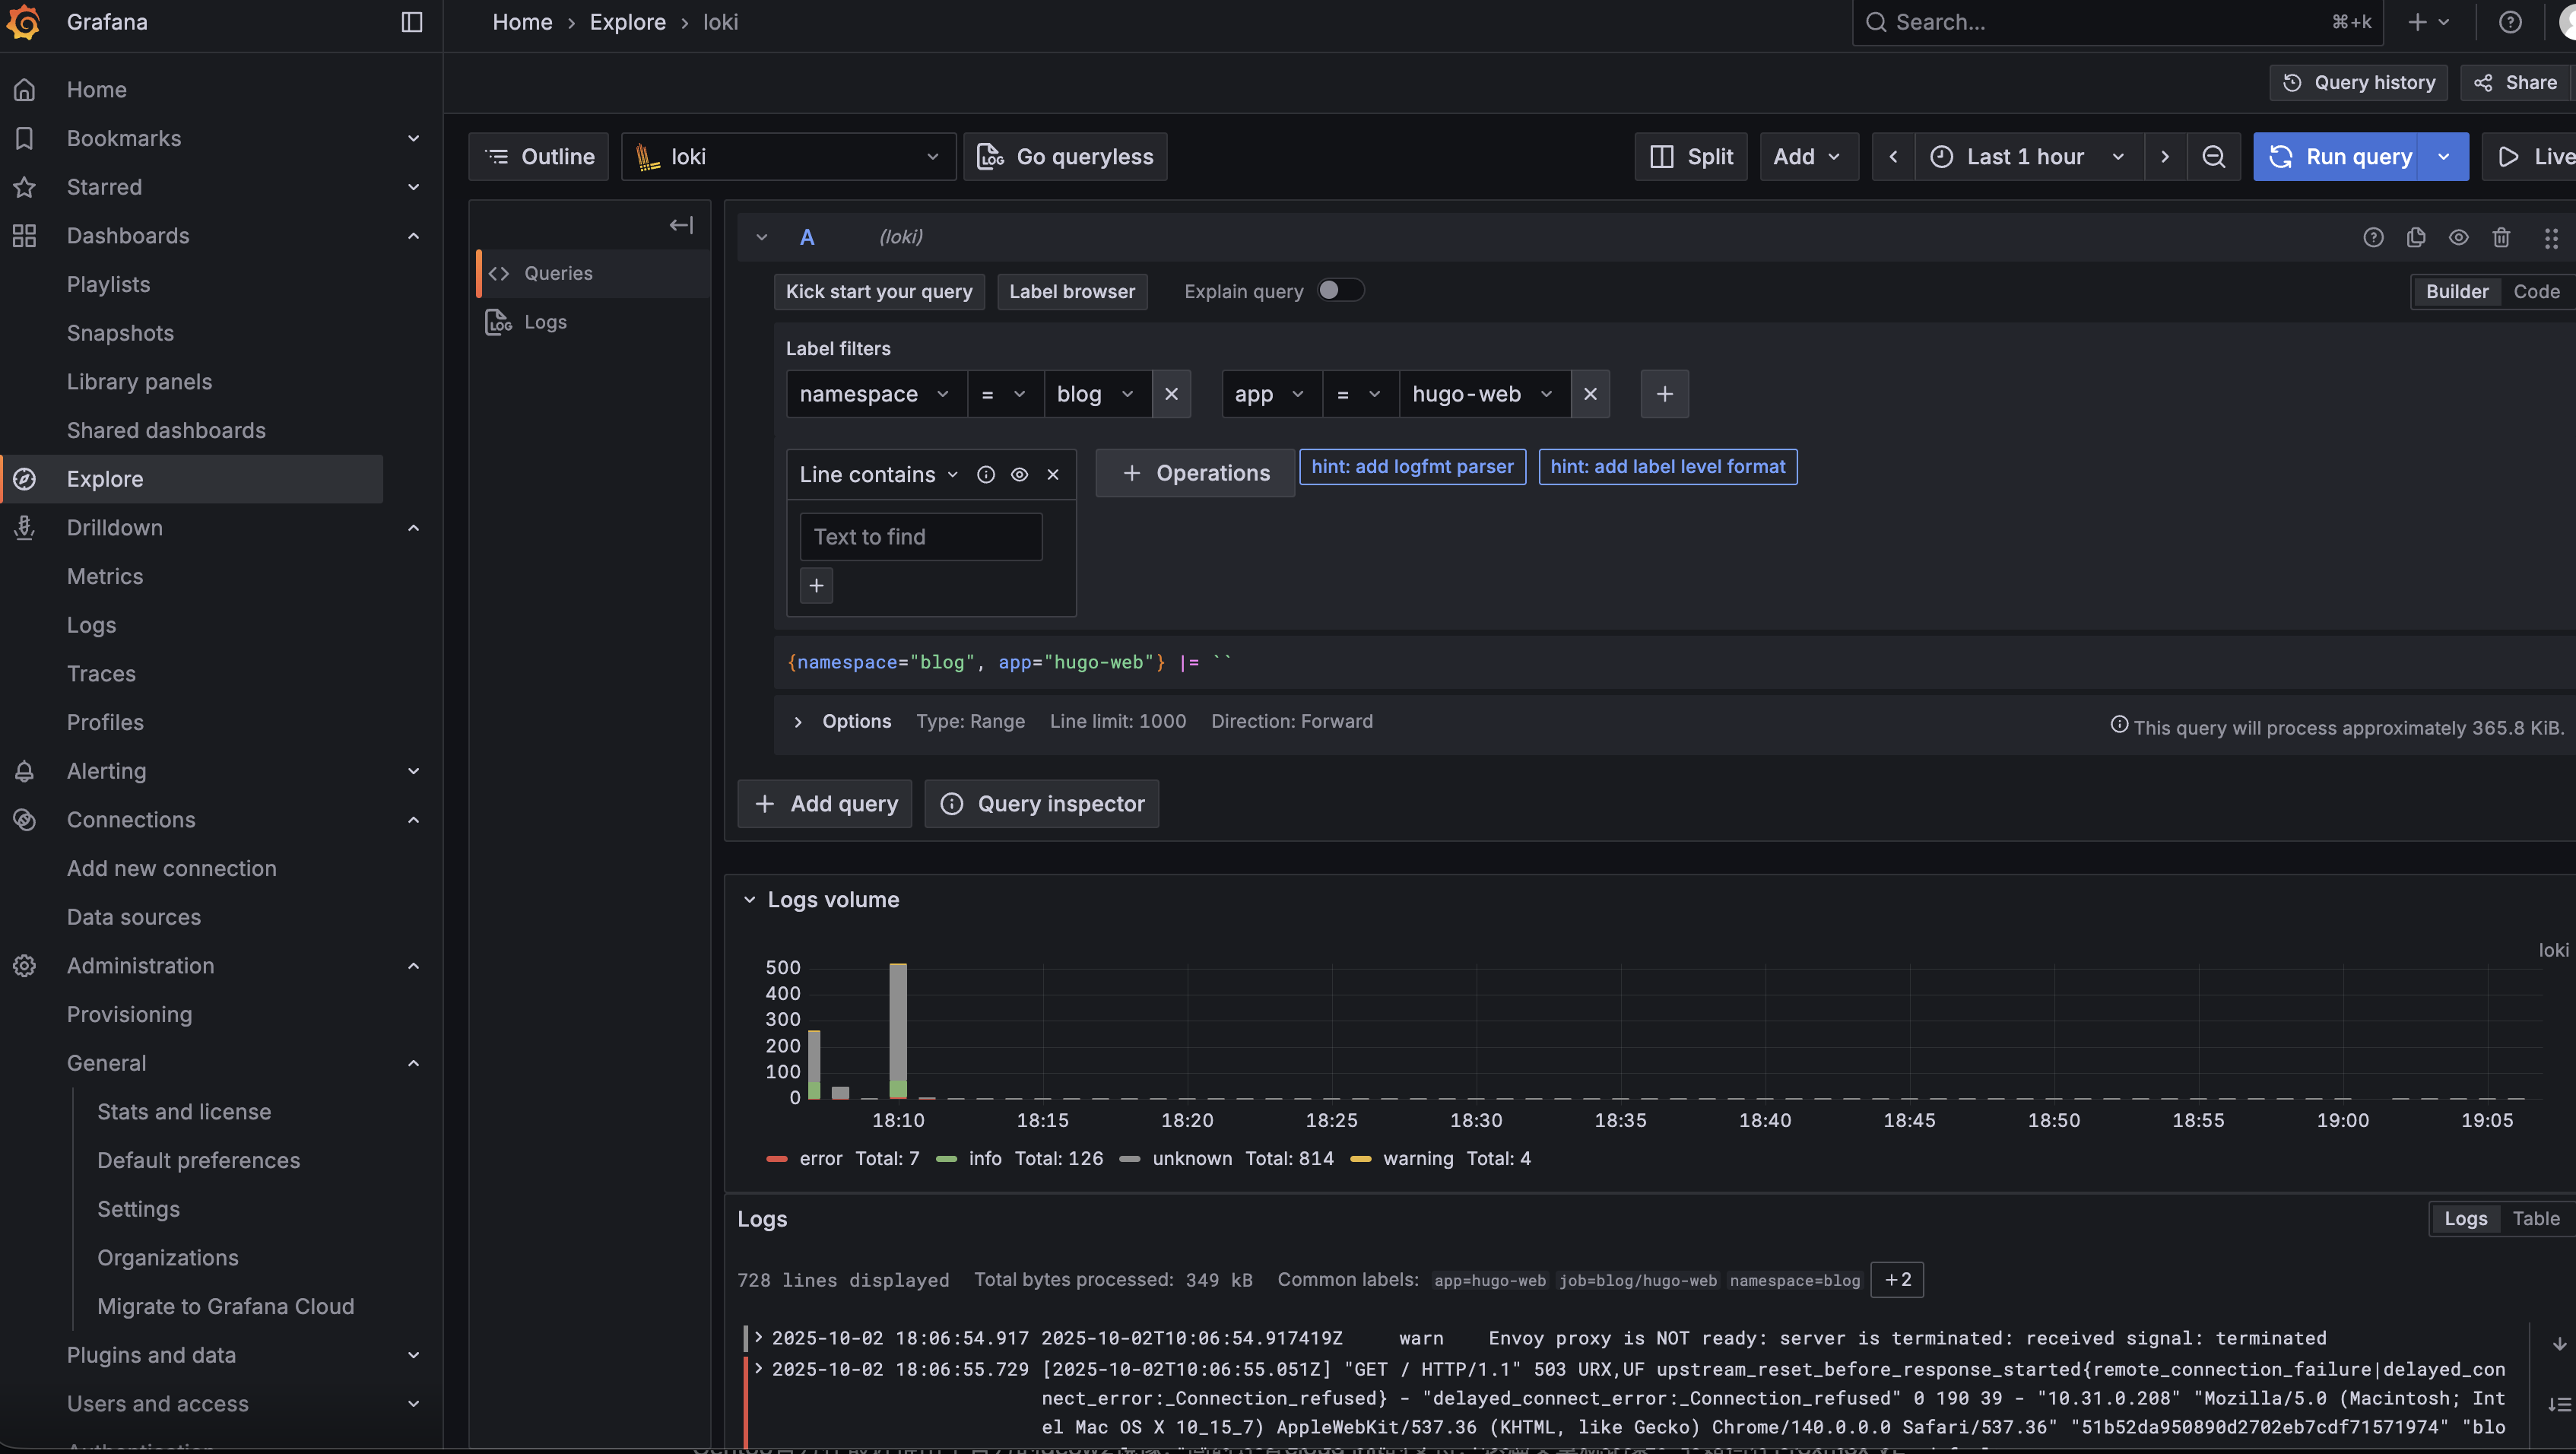 Grafana
Home › Explore › loki
Search...
⌘+k
Home
Bookmarks
Starred
Dashboards
Playlists
Snapshots
Library panels
Shared dashboards
Explore
Drilldown
Metrics
Logs
Traces
Profiles
Alerting
Connections
Add new connection
Data sources
Administration
Provisioning
General
Stats and license
Default preferences
Settings
Organizations
Migrate to Grafana Cloud
Plugins and data
Users and access
Query history
Share
Outline
loki
Go queryless
Split
Add
Last 1 hour
Run query
Live
Queries
Logs
A (loki)
Kick start your query
Label browser
Explain query
Builder
Code
Label filters
namespace = blog
app = hugo-web
Line contains
Operations
hint: add logfmt parser
hint: add label level format
Text to find
{namespace="blog", app="hugo-web"} |= ``
Options Type: Range Line limit: 1000 Direction: Forward
This query will process approximately 365.8 KiB.
Add query
Query inspector
Logs volume
loki
500
400
300
200
100
0
18:10 18:15 18:20 18:25 18:30 18:35 18:40 18:45 18:50 18:55 19:00 19:05
error Total: 7 info Total: 126 unknown Total: 814 warning Total: 4
Logs
Logs
Table
728 lines displayed Total bytes processed: 349 kB Common labels: app=hugo-web job=blog/hugo-web namespace=blog +2
2025-10-02 18:06:54.917 2025-10-02T10:06:54.917419Z warn Envoy proxy is NOT ready: server is terminated: received signal: terminated
2025-10-02 18:06:55.729 [2025-10-02T10:06:55.051Z] "GET / HTTP/1.1" 503 URX,UF upstream_reset_before_response_started{remote_connection_failure|delayed_con
nect_error:_Connection_refused} - "delayed_connect_error:_Connection_refused" 0 190 39 - "10.31.0.208" "Mozilla/5.0 (Macintosh; Int
el Mac OS X 10_15_7) AppleWebKit/537.36 (KHTML, like Gecko) Chrome/140.0.0.0 Safari/537.36" "51b52da950890d2702eb7cdf71571974" "blo